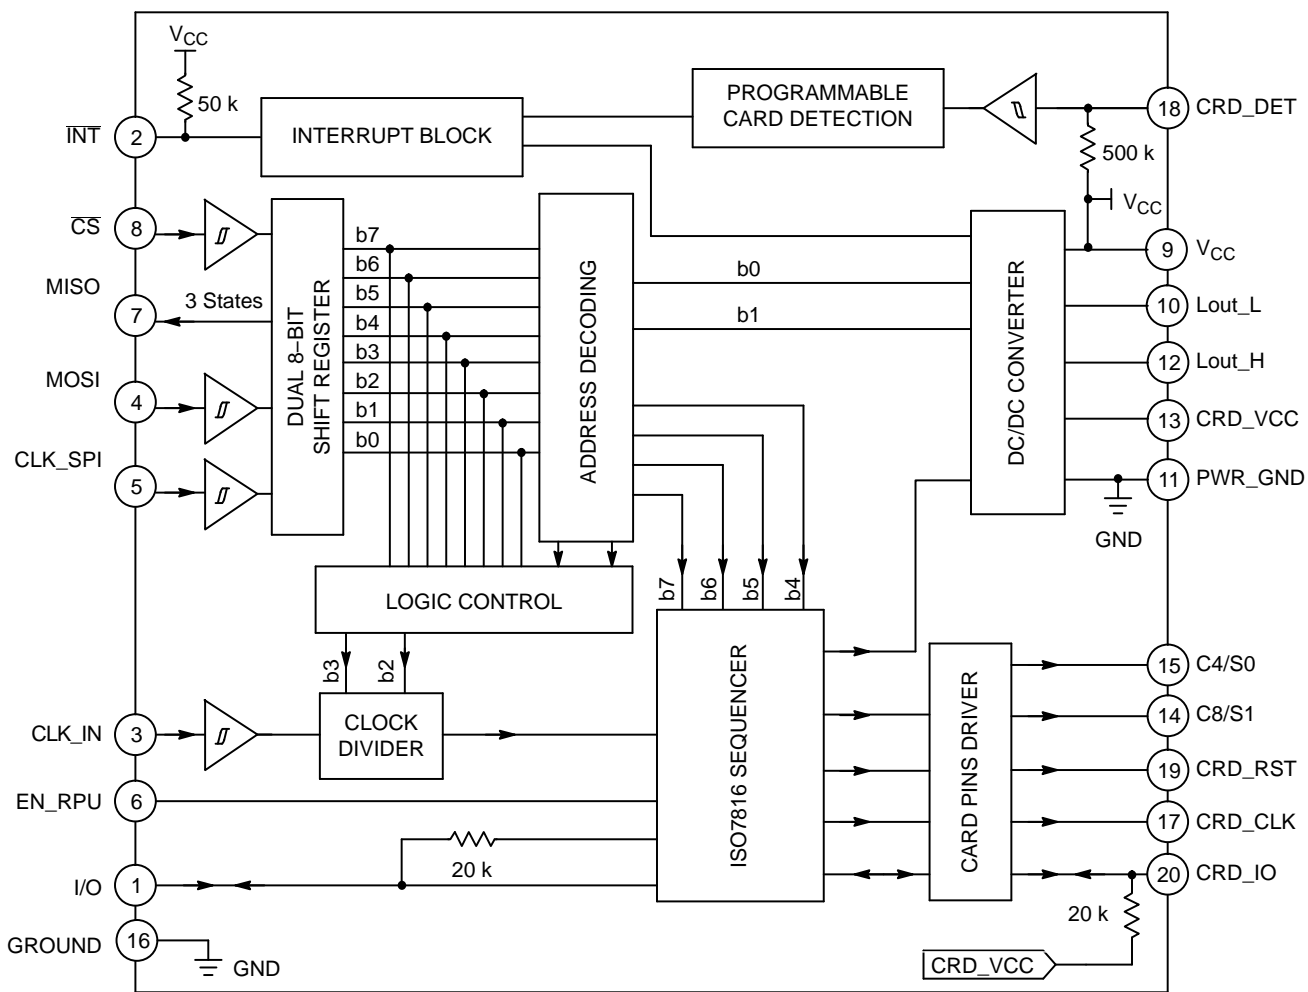 VCC
50 k
INT
2
INTERRUPT BLOCK
PROGRAMMABLE
CARD DETECTION
18
CRD_DET
500 k
VCC
CS
8
MISO
7
3 States
MOSI
4
CLK_SPI
5
DUAL 8–BIT
SHIFT REGISTER
b7
b6
b5
b4
b3
b2
b1
b0
ADDRESS DECODING
b0
b1
DC/DC CONVERTER
9
VCC
10
Lout_L
12
Lout_H
13
CRD_VCC
11
PWR_GND
GND
LOGIC CONTROL
b7
b6
b5
b4
b3
b2
CLK_IN
3
CLOCK
DIVIDER
EN_RPU
6
20 k
I/O
1
GROUND
16
GND
ISO7816 SEQUENCER
CARD PINS DRIVER
15
C4/S0
14
C8/S1
19
CRD_RST
17
CRD_CLK
20
CRD_IO
20 k
CRD_VCC